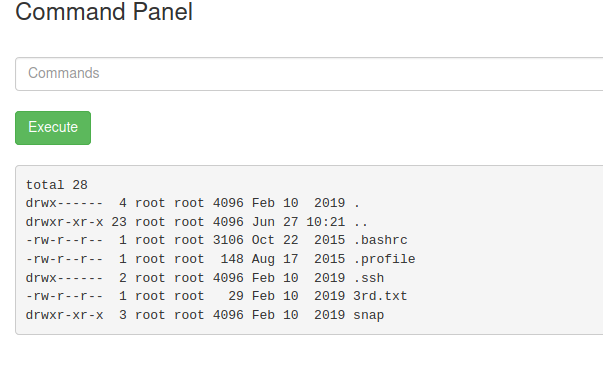 Command Panel
Commands
Execute
total 28
drwx------  4 root root 4096 Feb 10  2019 .
drwxr-xr-x 23 root root 4096 Jun 27 10:21 ..
-rw-r--r--  1 root root 3106 Oct 22  2015 .bashrc
-rw-r--r--  1 root root  148 Aug 17  2015 .profile
drwx------  2 root root 4096 Feb 10  2019 .ssh
-rw-r--r--  1 root root   29 Feb 10  2019 3rd.txt
drwxr-xr-x  3 root root 4096 Feb 10  2019 snap